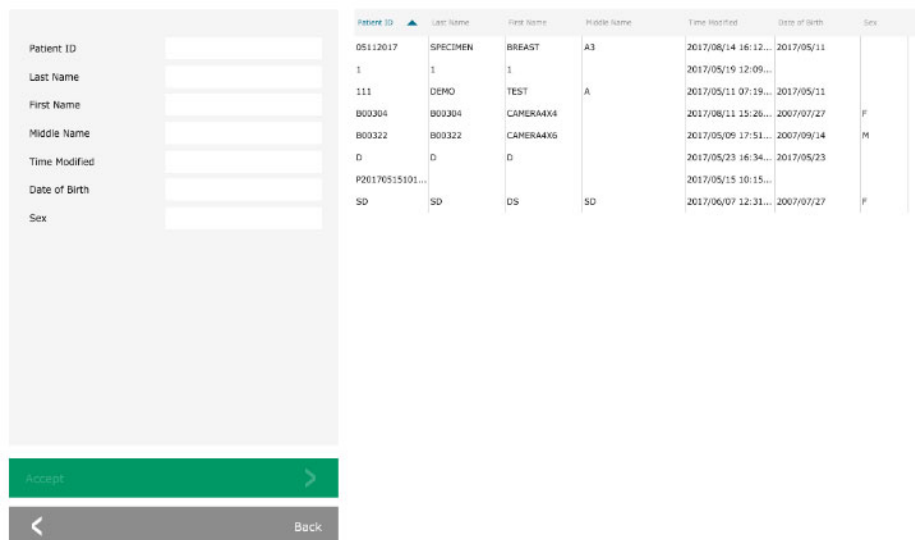 Patient ID
Last Name
First Name
Middle Name
Time Modified
Date of Birth
Sex
Accept
Back
Patient ID Last Name First Name Middle Name Time Modified Date of Birth Sex
05112017 SPECIMEN BREAST A3 2017/08/14 16:12... 2017/05/11
1 1 1 2017/05/19 12:09...
111 DEMO TEST A 2017/05/11 07:19... 2017/05/11
B00304 B00304 CAMERA4X4 2017/08/11 15:26... 2007/07/27 F
B00322 B00322 CAMERA4X6 2017/05/09 17:51... 2007/09/14 M
D D D 2017/05/23 16:34... 2017/05/23
P20170515101... 2017/05/15 10:15...
SD SD DS SD 2017/06/07 12:31... 2007/07/27 F